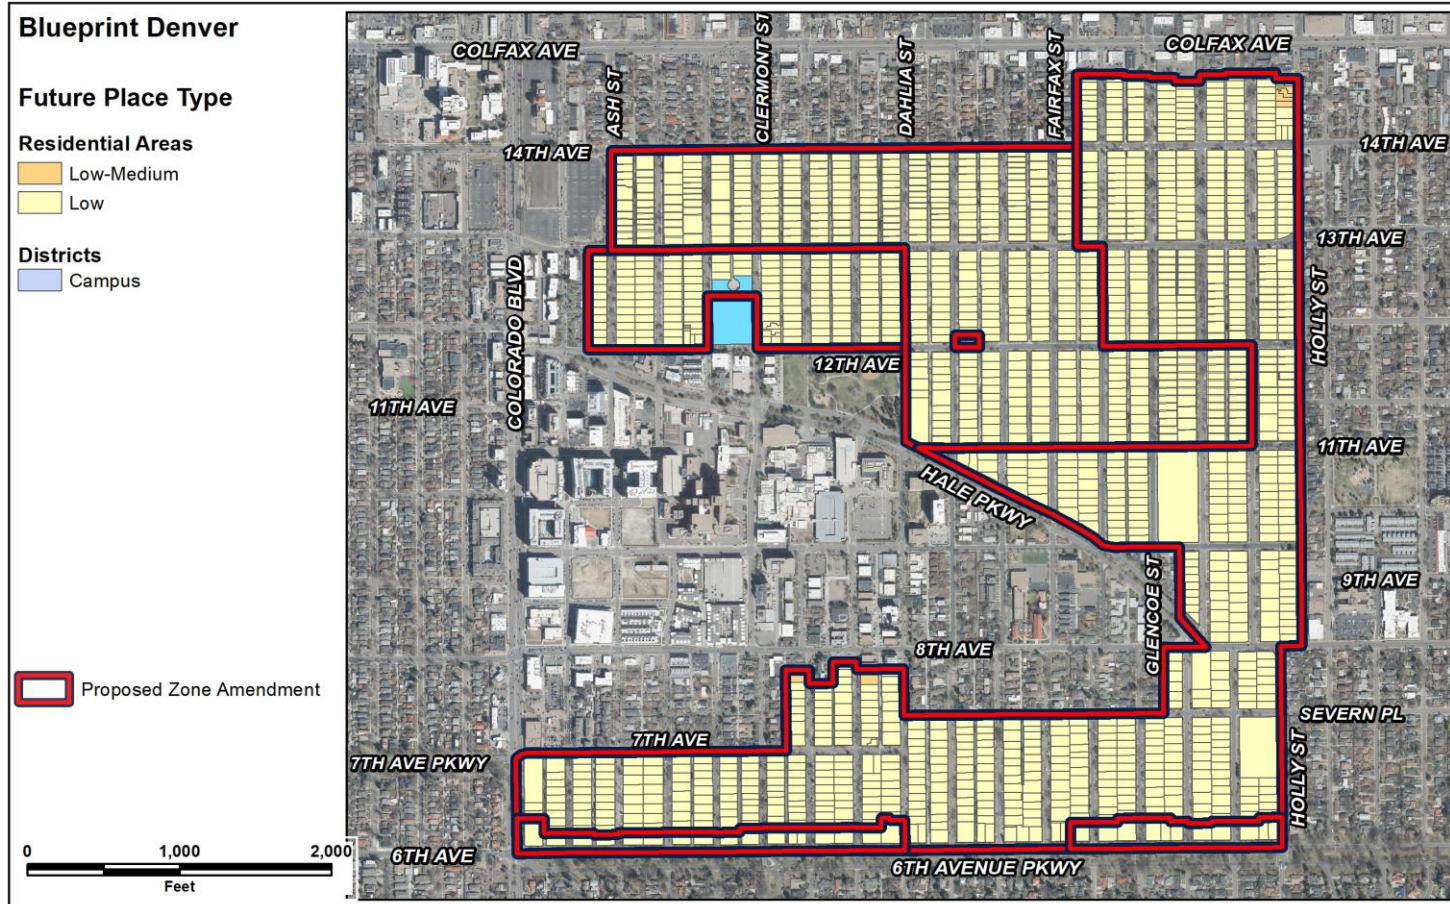 Blueprint Denver
Future Place Type
Residential Areas
Low-Medium
Low
Districts
Campus
Proposed Zone Amendment
0 1,000 2,000
Feet
COLFAX AVE
COLFAX AVE
ASH ST
CLERMONT ST
DAHLIA ST
FAIRFAX ST
14TH AVE
14TH AVE
13TH AVE
COLORADO BLVD
HOLLY ST
12TH AVE
11TH AVE
11TH AVE
HALE PKWY
GLENCOE ST
9TH AVE
8TH AVE
SEVERN PL
7TH AVE
7TH AVE PKWY
HOLLY ST
6TH AVE
6TH AVENUE PKWY